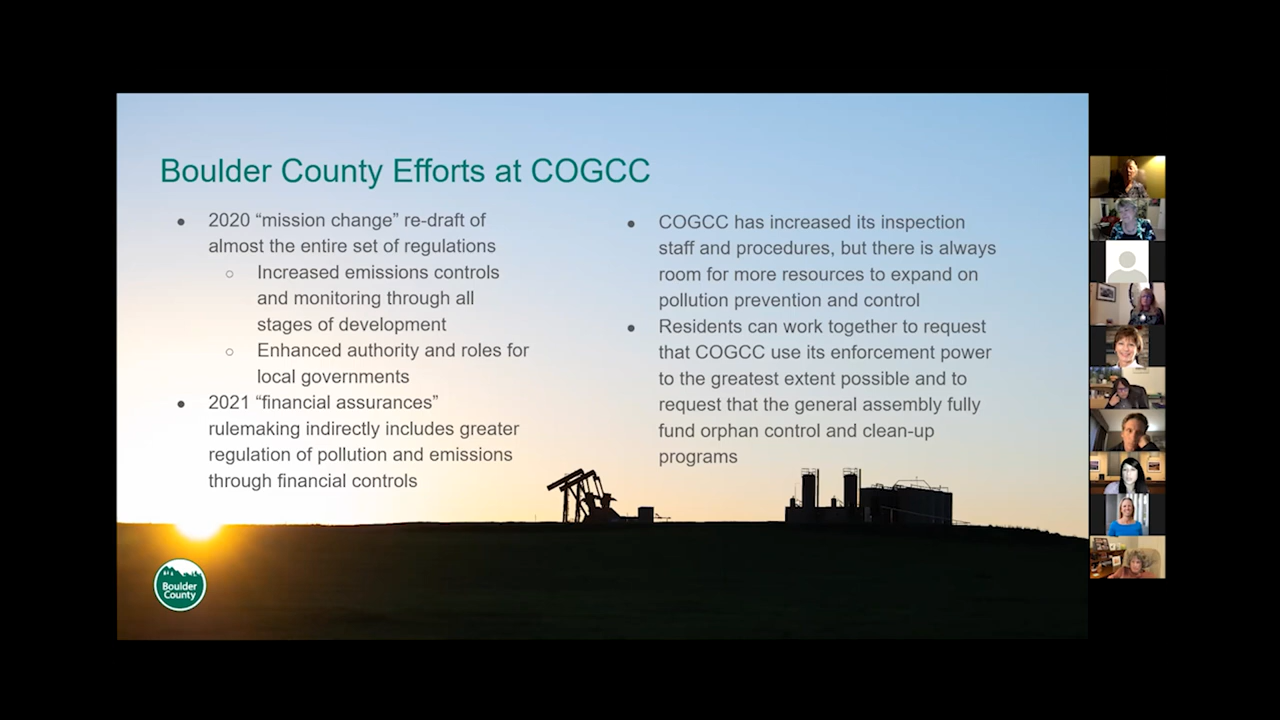 Boulder County Efforts at COGCC
● 2020 “mission change” re-draft of
almost the entire set of regulations
○ Increased emissions controls
and monitoring through all
stages of development
○ Enhanced authority and roles for
local governments
● 2021 “financial assurances”
rulemaking indirectly includes greater
regulation of pollution and emissions
through financial controls
● COGCC has increased its inspection
staff and procedures, but there is always
room for more resources to expand on
pollution prevention and control
● Residents can work together to request
that COGCC use its enforcement power
to the greatest extent possible and to
request that the general assembly fully
fund orphan control and clean-up
programs
Boulder
County